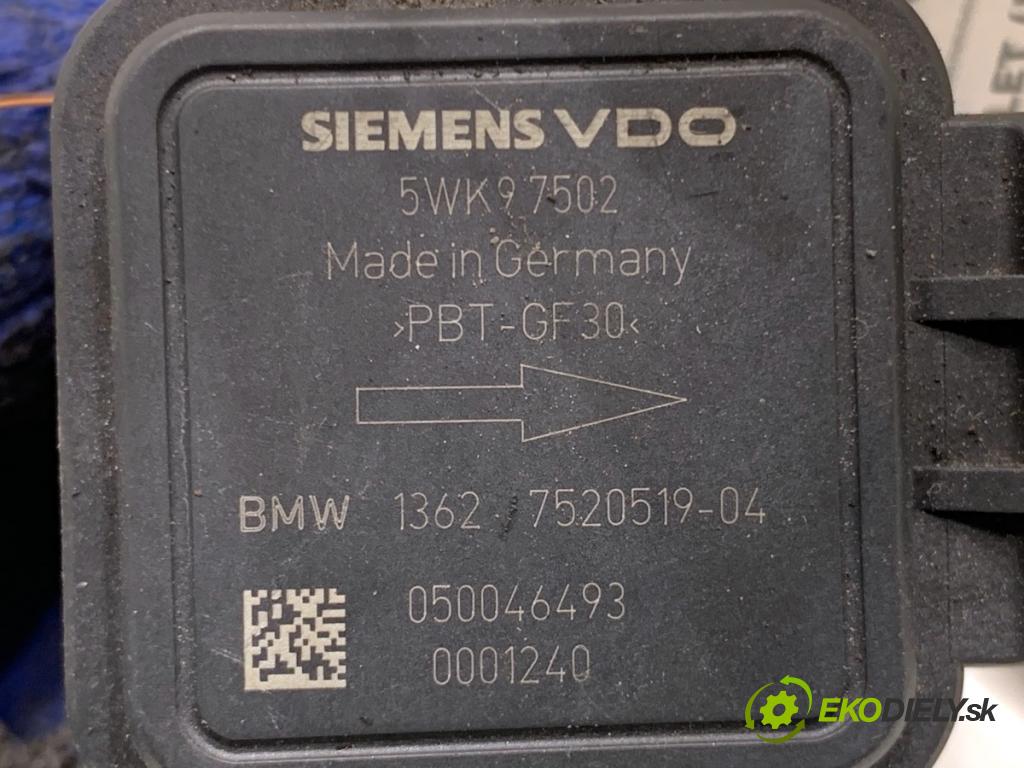 SIEMENS VDO
5WK9 7502
Made in Germany
>PBT-GF30<
BMW 1362 7520519-04
050046493
0001240
EKODIELY.sk